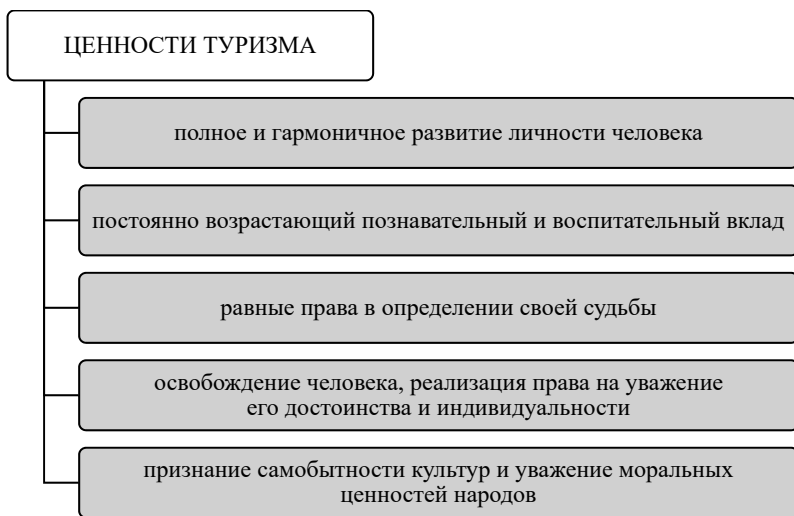 ЦЕННОСТИ ТУРИЗМА
полное и гармоничное развитие личности человека
постоянно возрастающий познавательный и воспитательный вклад
равные права в определении своей судьбы
освобождение человека, реализация права на уважение
его достоинства и индивидуальности
признание самобытности культур и уважение моральных
ценностей народов